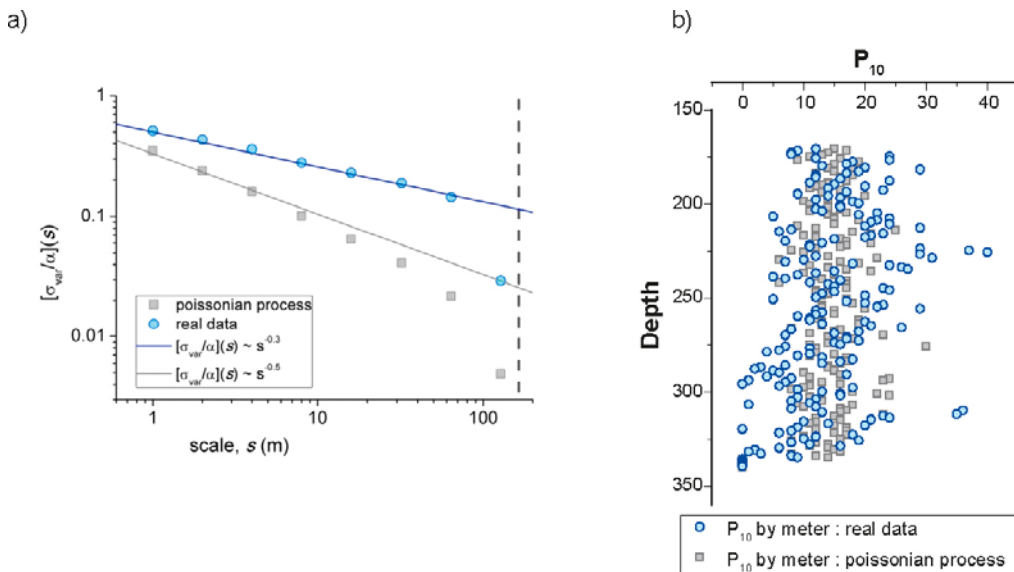 a)
1
0.1
0.01
[σvar/α](s)
poissonian process
real data
[σvar/α](s) ~ s-0.3
[σvar/α](s) ~ s-0.5
1
10
100
scale, s (m)
b)
P10
0
10
20
30
40
150
200
250
300
350
Depth
P10 by meter : real data
P10 by meter : poissonian process